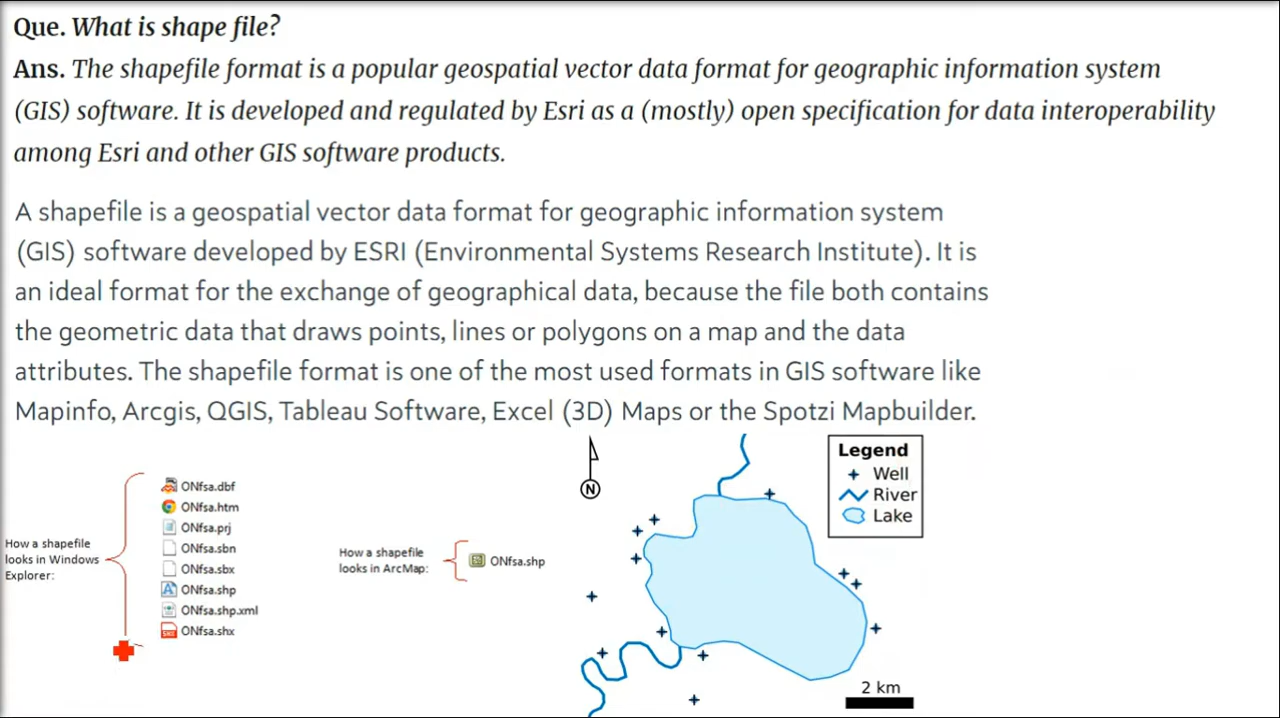 Que. What is shape file?
Ans. The shapefile format is a popular geospatial vector data format for geographic information system
(GIS) software. It is developed and regulated by Esri as a (mostly) open specification for data interoperability
among Esri and other GIS software products.
A shapefile is a geospatial vector data format for geographic information system
(GIS) software developed by ESRI (Environmental Systems Research Institute). It is
an ideal format for the exchange of geographical data, because the file both contains
the geometric data that draws points, lines or polygons on a map and the data
attributes. The shapefile format is one of the most used formats in GIS software like
Mapinfo, Arcgis, QGIS, Tableau Software, Excel (3D) Maps or the Spotzi Mapbuilder.
How a shapefile
looks in Windows
Explorer:
ONfsa.dbf
ONfsa.htm
ONfsa.prj
ONfsa.sbn
ONfsa.sbx
ONfsa.shp
ONfsa.shp.xml
ONfsa.shx
How a shapefile
looks in ArcMap:
ONfsa.shp
N
Legend
Well
River
Lake
2 km